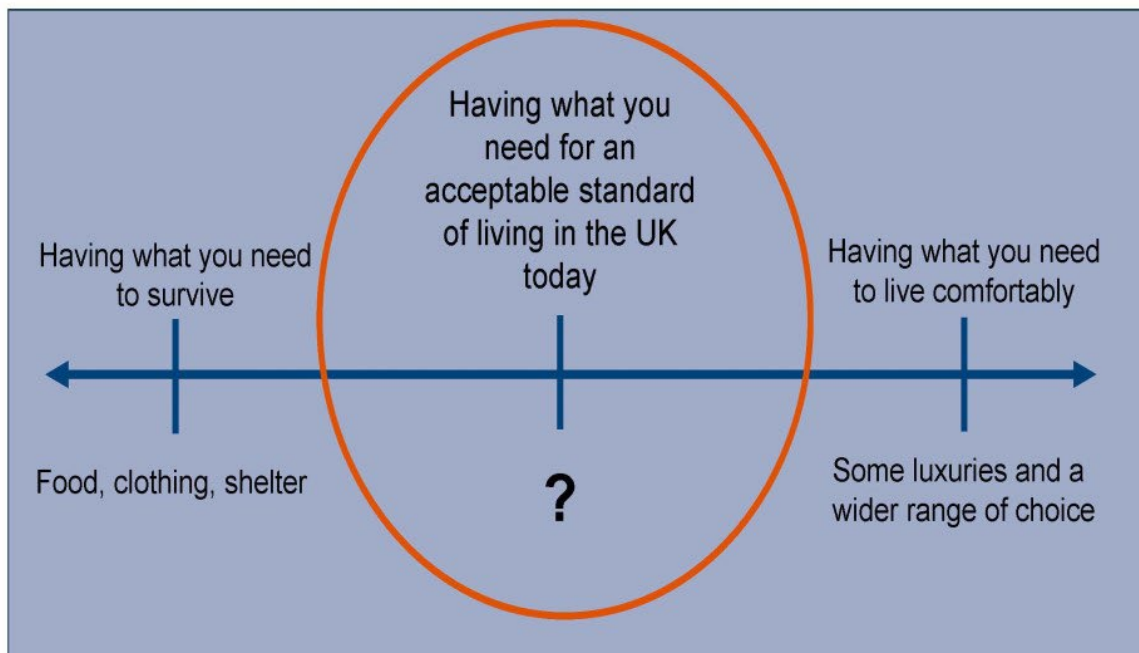 Having what you
need for an
acceptable standard
of living in the UK
today
Having what you need
to survive
Having what you need
to live comfortably
Food, clothing, shelter
?
Some luxuries and a
wider range of choice